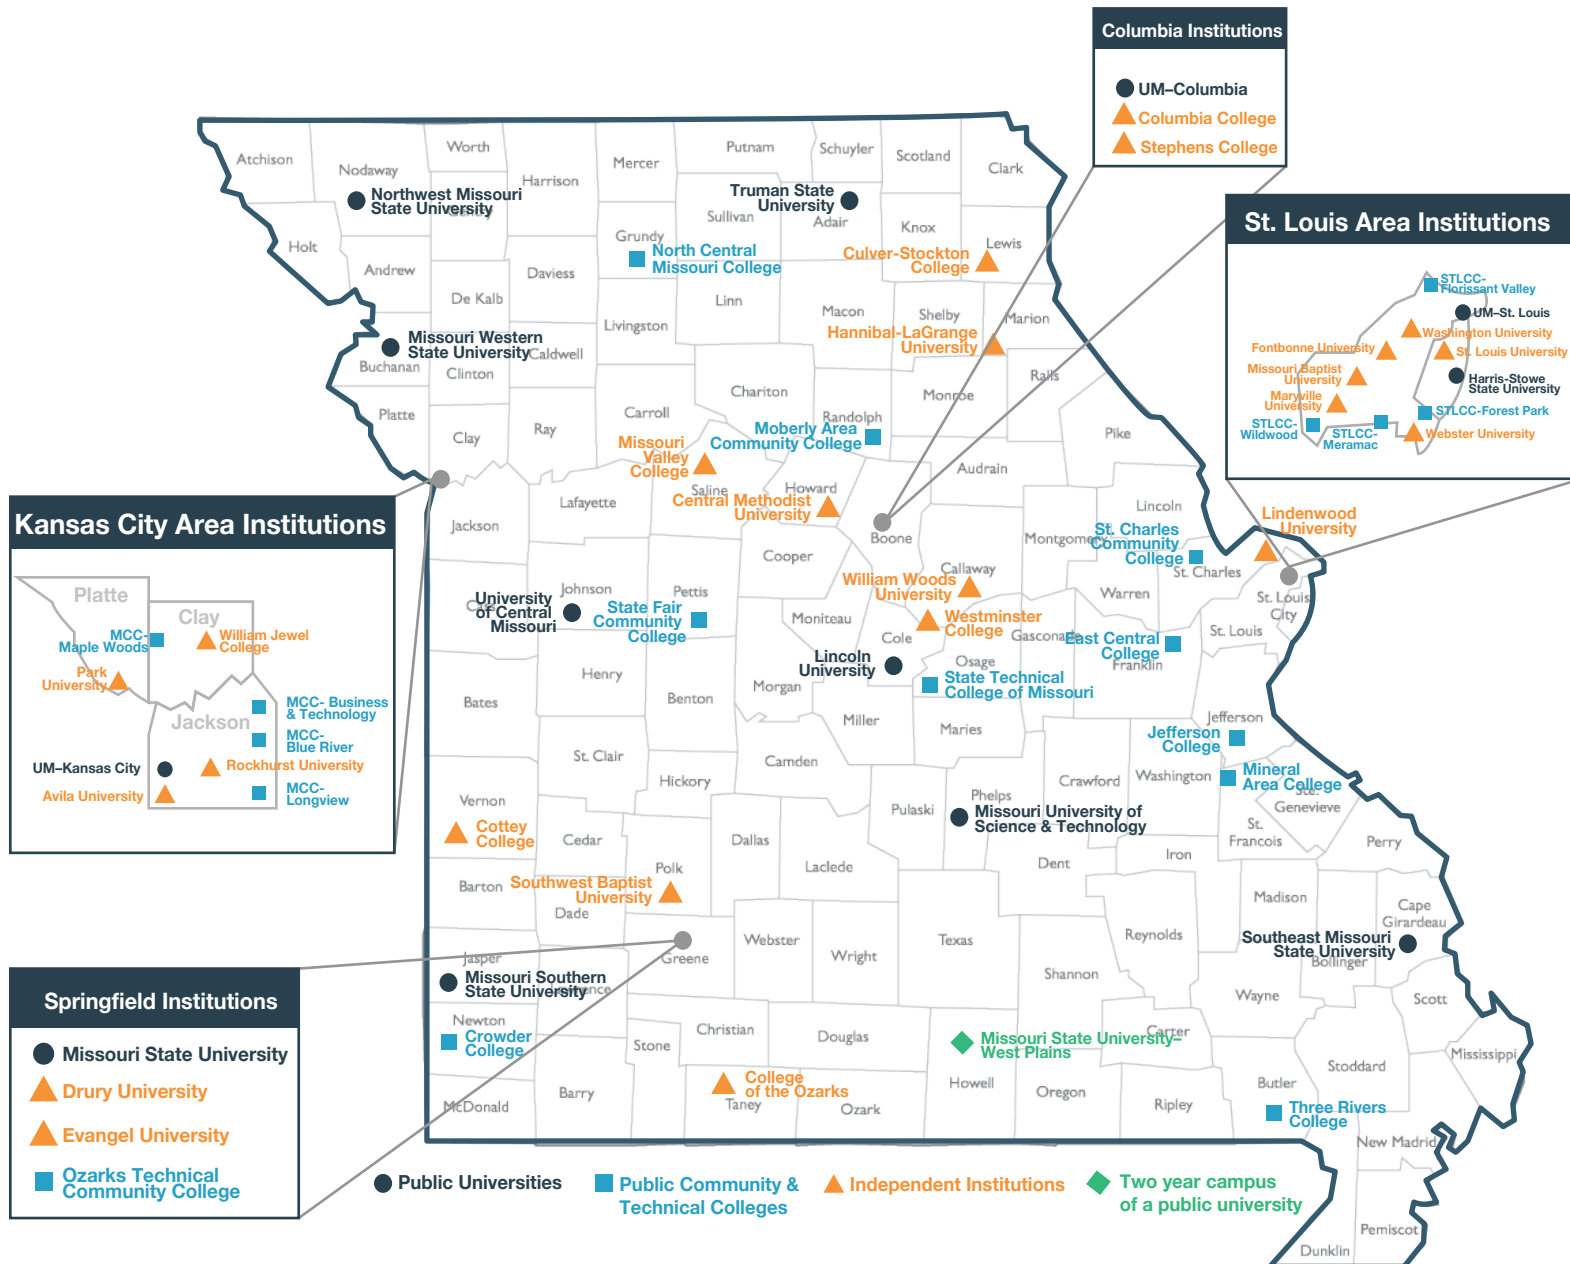 Columbia Institutions
UM–Columbia
Columbia College
Stephens College
St. Louis Area Institutions
STLCC-
Florissant Valley
UM–St. Louis
Washington University
Fontbonne University
St. Louis University
Missouri Baptist
University
Harris-Stowe
State University
Maryville
University
STLCC-Forest Park
STLCC-
Wildwood
STLCC-
Meramac
Webster University
Atchison
Nodaway
Worth
Harrison
Mercer
Putnam
Schuyler
Scotland
Clark
Northwest Missouri
State University
Gentry
Truman State
University
Sullivan
Adair
Knox
Lewis
Holt
Grundy
North Central
Missouri College
Culver-Stockton
College
Andrew
Daviess
De Kalb
Linn
Macon
Shelby
Marion
Livingston
Hannibal-LaGrange
University
Missouri Western
State University
Caldwell
Buchanan
Clinton
Ralls
Chariton
Monroe
Platte
Carroll
Randolph
Clay
Ray
Moberly Area
Community College
Pike
Missouri
Valley
College
Audrain
Saline
Howard
Central Methodist
University
Lafayette
Lincoln
Lindenwood
University
Jackson
Boone
Montgomery
St. Charles
Community
College
Cooper
Callaway
St. Charles
Johnson
Pettis
William Woods
University
Warren
St. Louis
City
University
of Central
Missouri
Cass
State Fair
Community
College
Moniteau
Westminster
College
Cole
Gasconade
St. Louis
East Central
College
Franklin
Lincoln
University
Osage
State Technical
College of Missouri
Henry
Benton
Morgan
Bates
Miller
Maries
Jefferson
Jefferson
College
St. Clair
Camden
Hickory
Crawford
Washington
Mineral
Area College
Ste.
Genevieve
Vernon
Pulaski
Phelps
Missouri University of
Science & Technology
Cottey
College
Cedar
Dallas
Laclede
St.
Francois
Perry
Polk
Dent
Iron
Barton
Southwest Baptist
University
Madison
Cape
Girardeau
Dade
Webster
Wright
Texas
Reynolds
Southeast Missouri
State University
Bollinger
Greene
Jasper
Missouri Southern
State University
Lawrence
Shannon
Wayne
Scott
Newton
Crowder
College
Stone
Christian
Douglas
Missouri State University–
West Plains
Carter
Mississippi
Stoddard
McDonald
Barry
College
of the Ozarks
Taney
Ozark
Howell
Oregon
Ripley
Butler
Three Rivers
College
New Madrid
Pemiscot
Dunklin
Kansas City Area Institutions
Platte
Clay
MCC-
Maple Woods
William Jewel
College
Park
University
MCC- Business
& Technology
Jackson
MCC-
Blue River
UM–Kansas City
Rockhurst University
Avila University
MCC-
Longview
Springfield Institutions
Missouri State University
Drury University
Evangel University
Ozarks Technical
Community College
Public Universities
Public Community &
Technical Colleges
Independent Institutions
Two year campus
of a public university